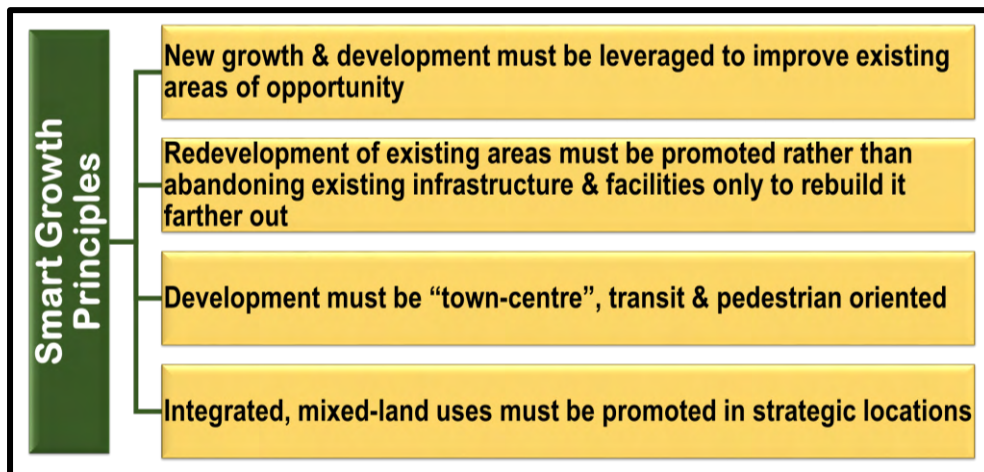 Smart Growth
Principles
New growth & development must be leveraged to improve existing
areas of opportunity
Redevelopment of existing areas must be promoted rather than
abandoning existing infrastructure & facilities only to rebuild it
farther out
Development must be “town-centre”, transit & pedestrian oriented
Integrated, mixed-land uses must be promoted in strategic locations